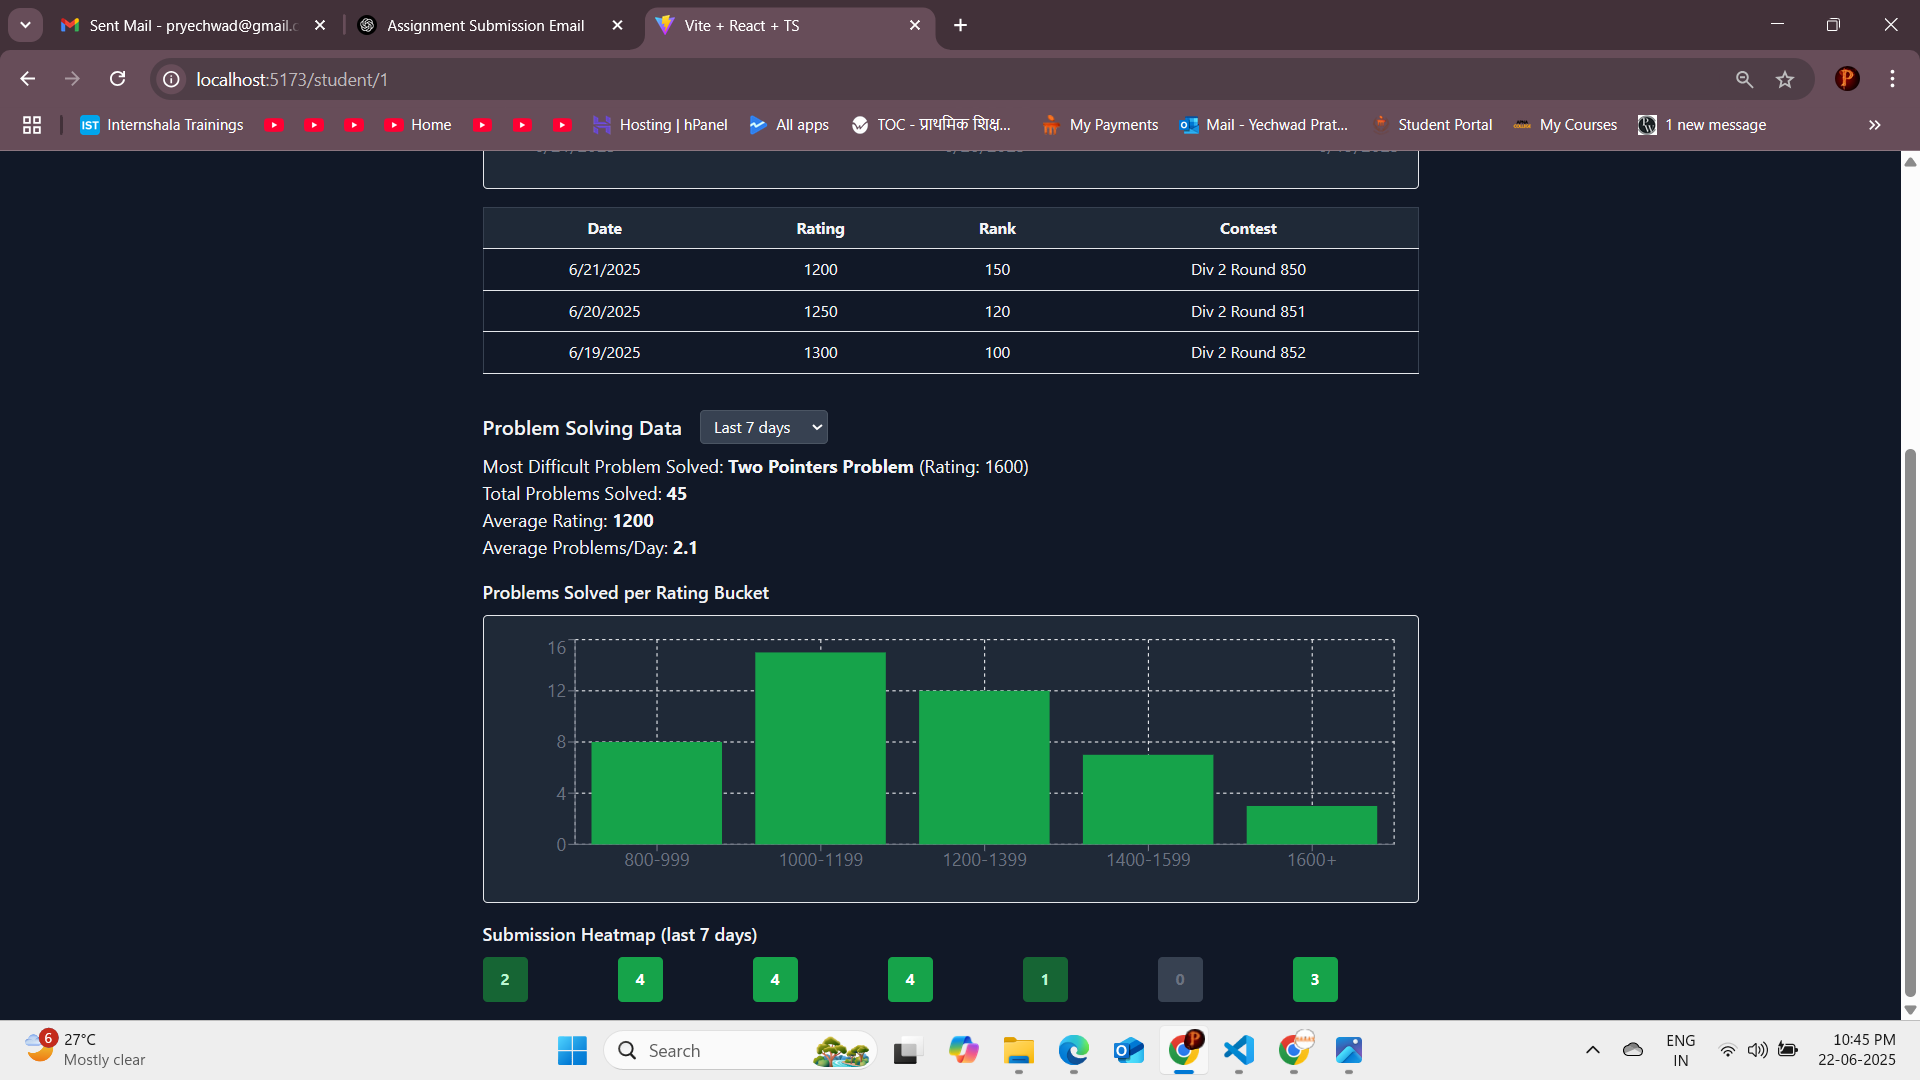 Sent Mail - pryechwad@gmail.c
Assignment Submission Email
Vite + React + TS
localhost:5173/student/1
IST Internshala Trainings
Home
Hosting | hPanel
All apps
TOC - प्राथमिक शिक्ष...
My Payments
Mail - Yechwad Prat...
Student Portal
My Courses
1 new message
Date Rating Rank Contest
6/21/2025 1200 150 Div 2 Round 850
6/20/2025 1250 120 Div 2 Round 851
6/19/2025 1300 100 Div 2 Round 852
Problem Solving Data Last 7 days
Most Difficult Problem Solved: Two Pointers Problem (Rating: 1600)
Total Problems Solved: 45
Average Rating: 1200
Average Problems/Day: 2.1
Problems Solved per Rating Bucket
16
12
8
4
0
800-999 1000-1199 1200-1399 1400-1599 1600+
Submission Heatmap (last 7 days)
2 4 4 4 1 0 3
6
27°C
Mostly clear
Search
ENG
IN
10:45 PM
22-06-2025